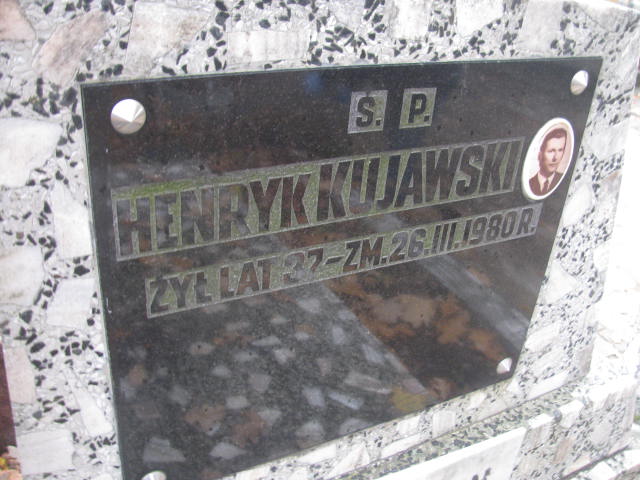 Ś. P.
HENRYK KUJAWSKI
ŻYŁ LAT 32-ZM. 26.III.1980 R.